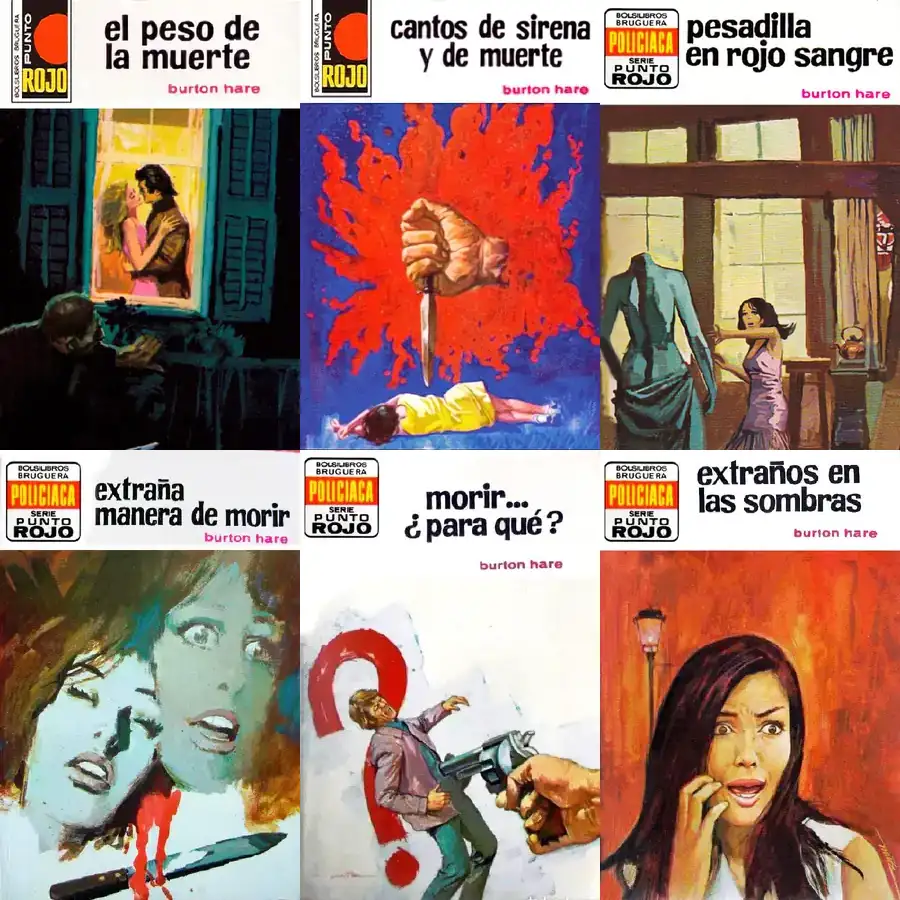 BOLSILIBROS BRUGUERA
PUNTO
ROJO
el peso de
la muerte
burton hare
BOLSILIBROS BRUGUERA
PUNTO
ROJO
cantos de sirena
y de muerte
burton hare
BOLSILIBROS BRUGUERA
POLICIACA
SERIE
PUNTO
ROJO
pesadilla
en rojo sangre
burton hare
BOLSILIBROS
BRUGUERA
POLICIACA
SERIE
PUNTO
ROJO
extraña
manera de morir
burton hare
BOLSILIBROS
BRUGUERA
POLICIACA
SERIE
PUNTO
ROJO
morir...
¿para qué?
burton hare
BOLSILIBROS
BRUGUERA
POLICIACA
SERIE
PUNTO
ROJO
extraños en
las sombras
burton hare